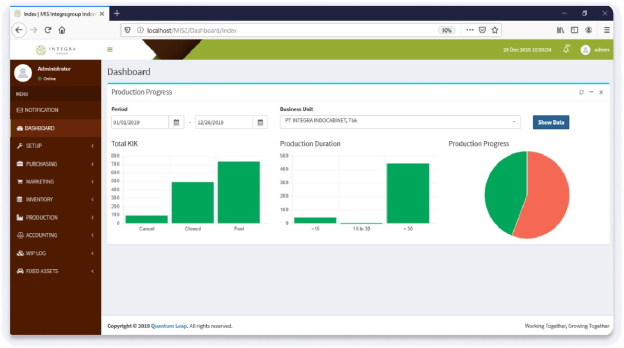 Index | MIS Integragroup Indon
localhost/MIS2/Dashboard/Index
90%
INTEGRA
20 Dec 2019 10:59:34
admin
Administrator
Online
MENU
NOTIFICATION
DASHBOARD
SETUP
PURCHASING
MARKETING
INVENTORY
PRODUCTION
ACCOUNTING
WIP LOG
FIXED ASSETS
Dashboard
Production Progress
Period
01/01/2019 - 12/20/2019
Business Unit
PT INTEGRA INDOCABINET, Tbk
Show Data
Total KIK
800
700
600
500
400
300
200
100
0
Cancel Closed Post
Production Duration
500
400
300
200
100
0
<15 16 to 30 > 30
Production Progress
Copyright © 2019 Quantum Leap. All rights reserved.
Working Together, Growing Together